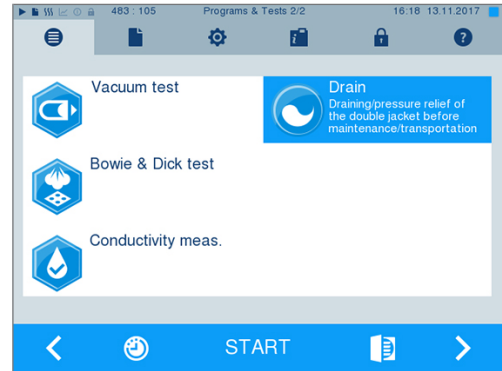 483 : 105 Programs & Tests 2/2 16:18 13.11.2017
Vacuum test
Drain
Draining/pressure relief of
the double jacket before
maintenance/transportation
Bowie & Dick test
Conductivity meas.
START